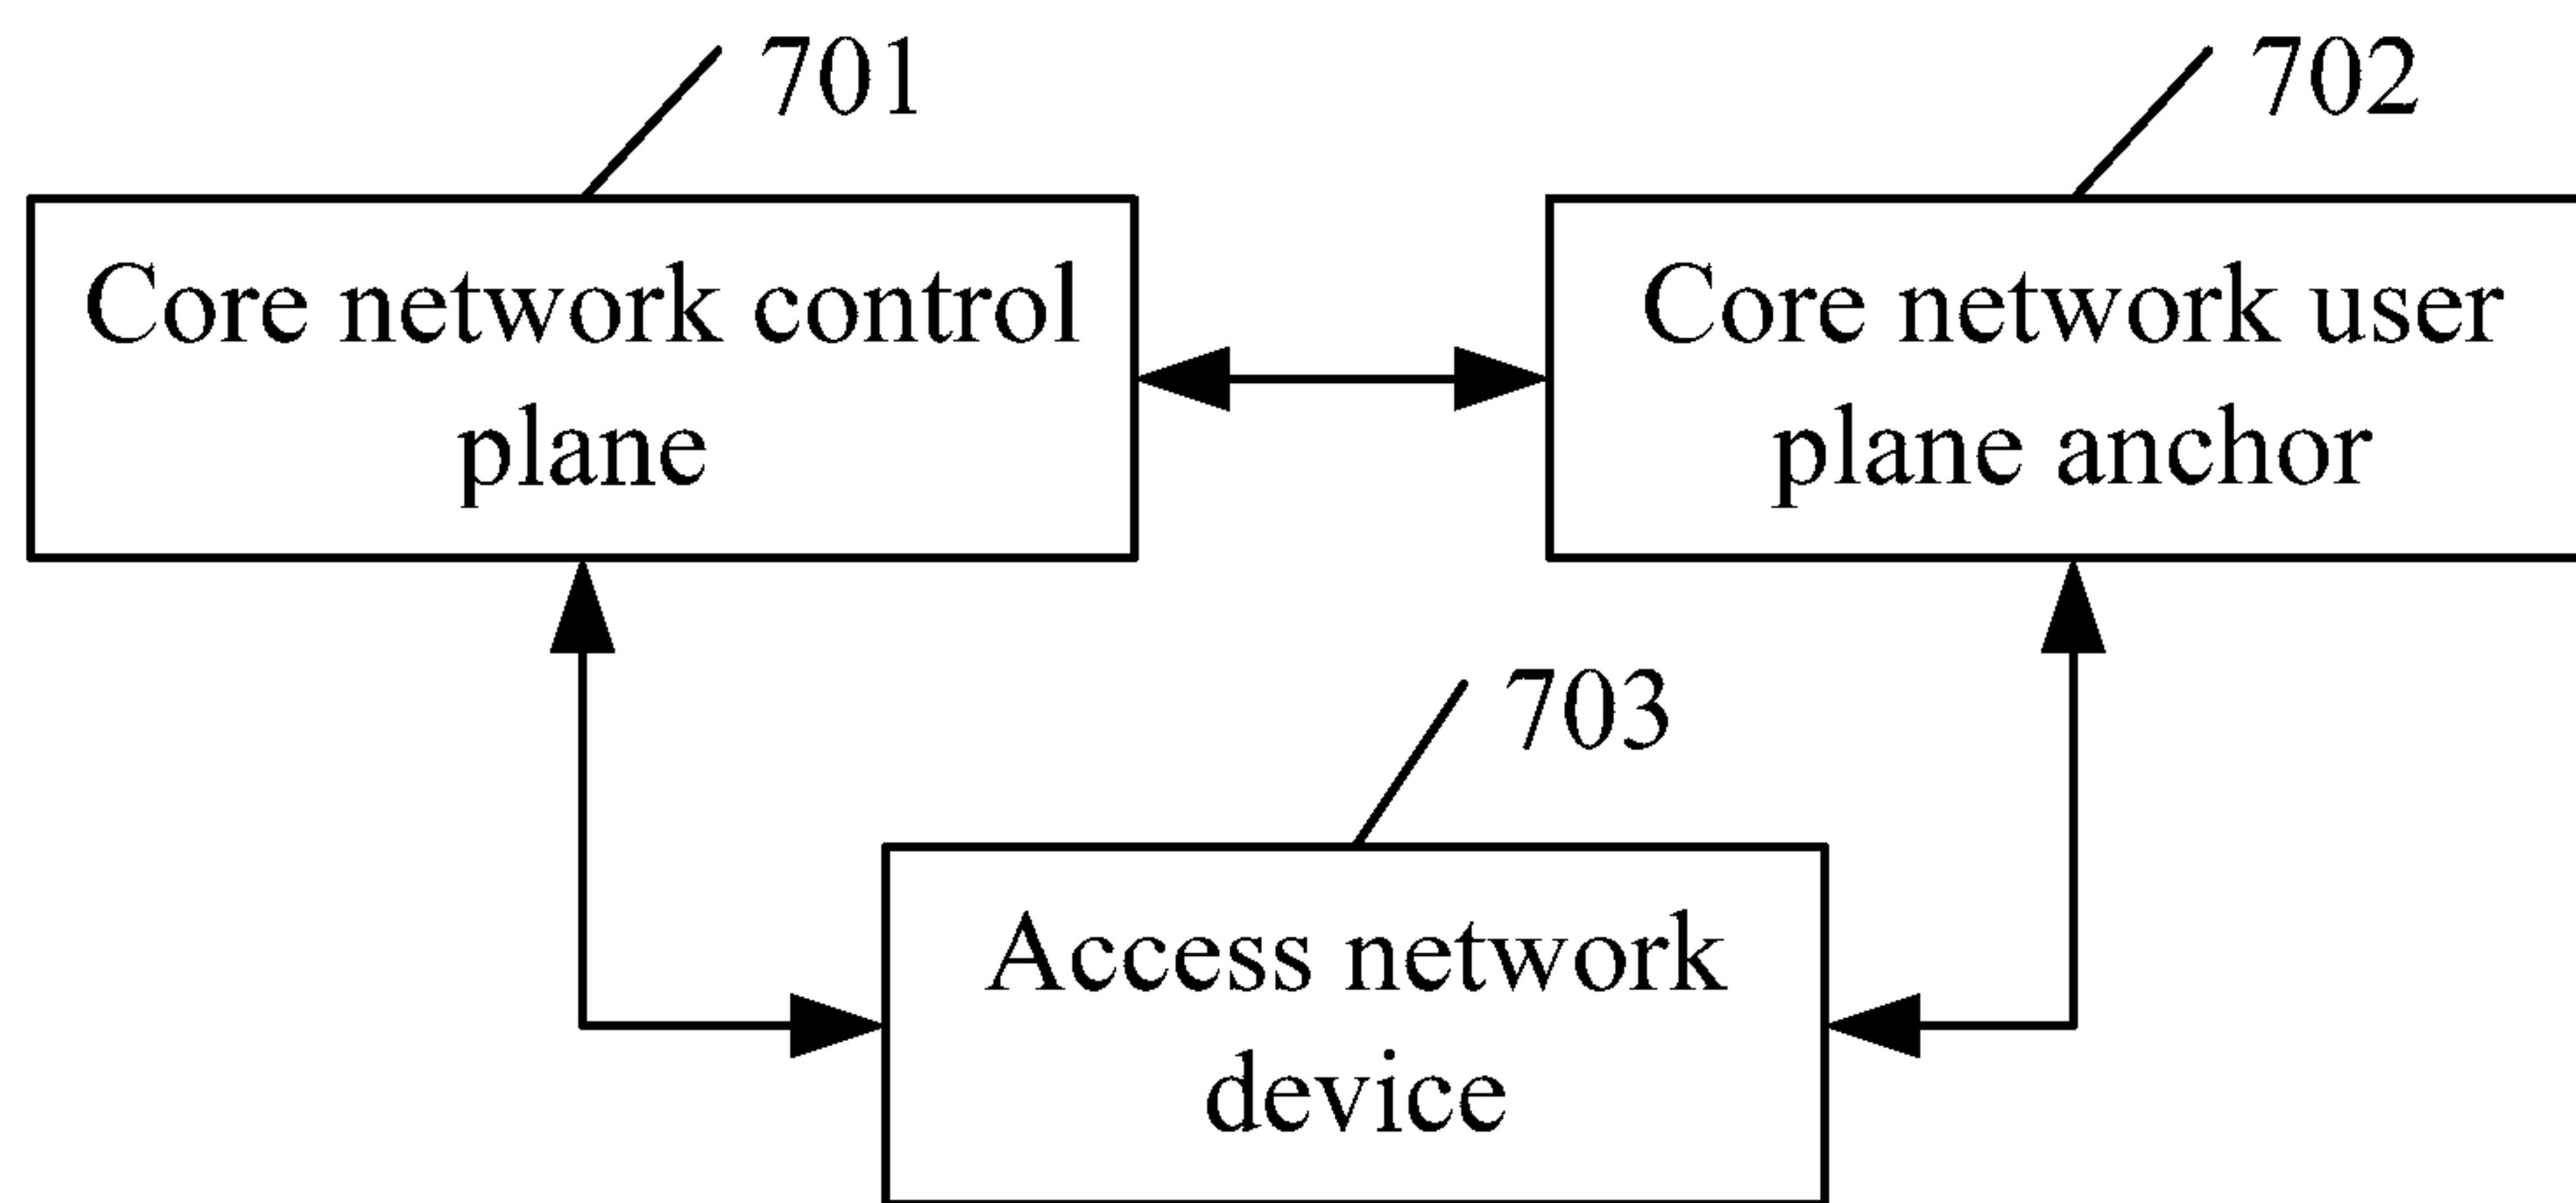 701
702
Core network control
plane
Core network user
plane anchor
703
Access network
device